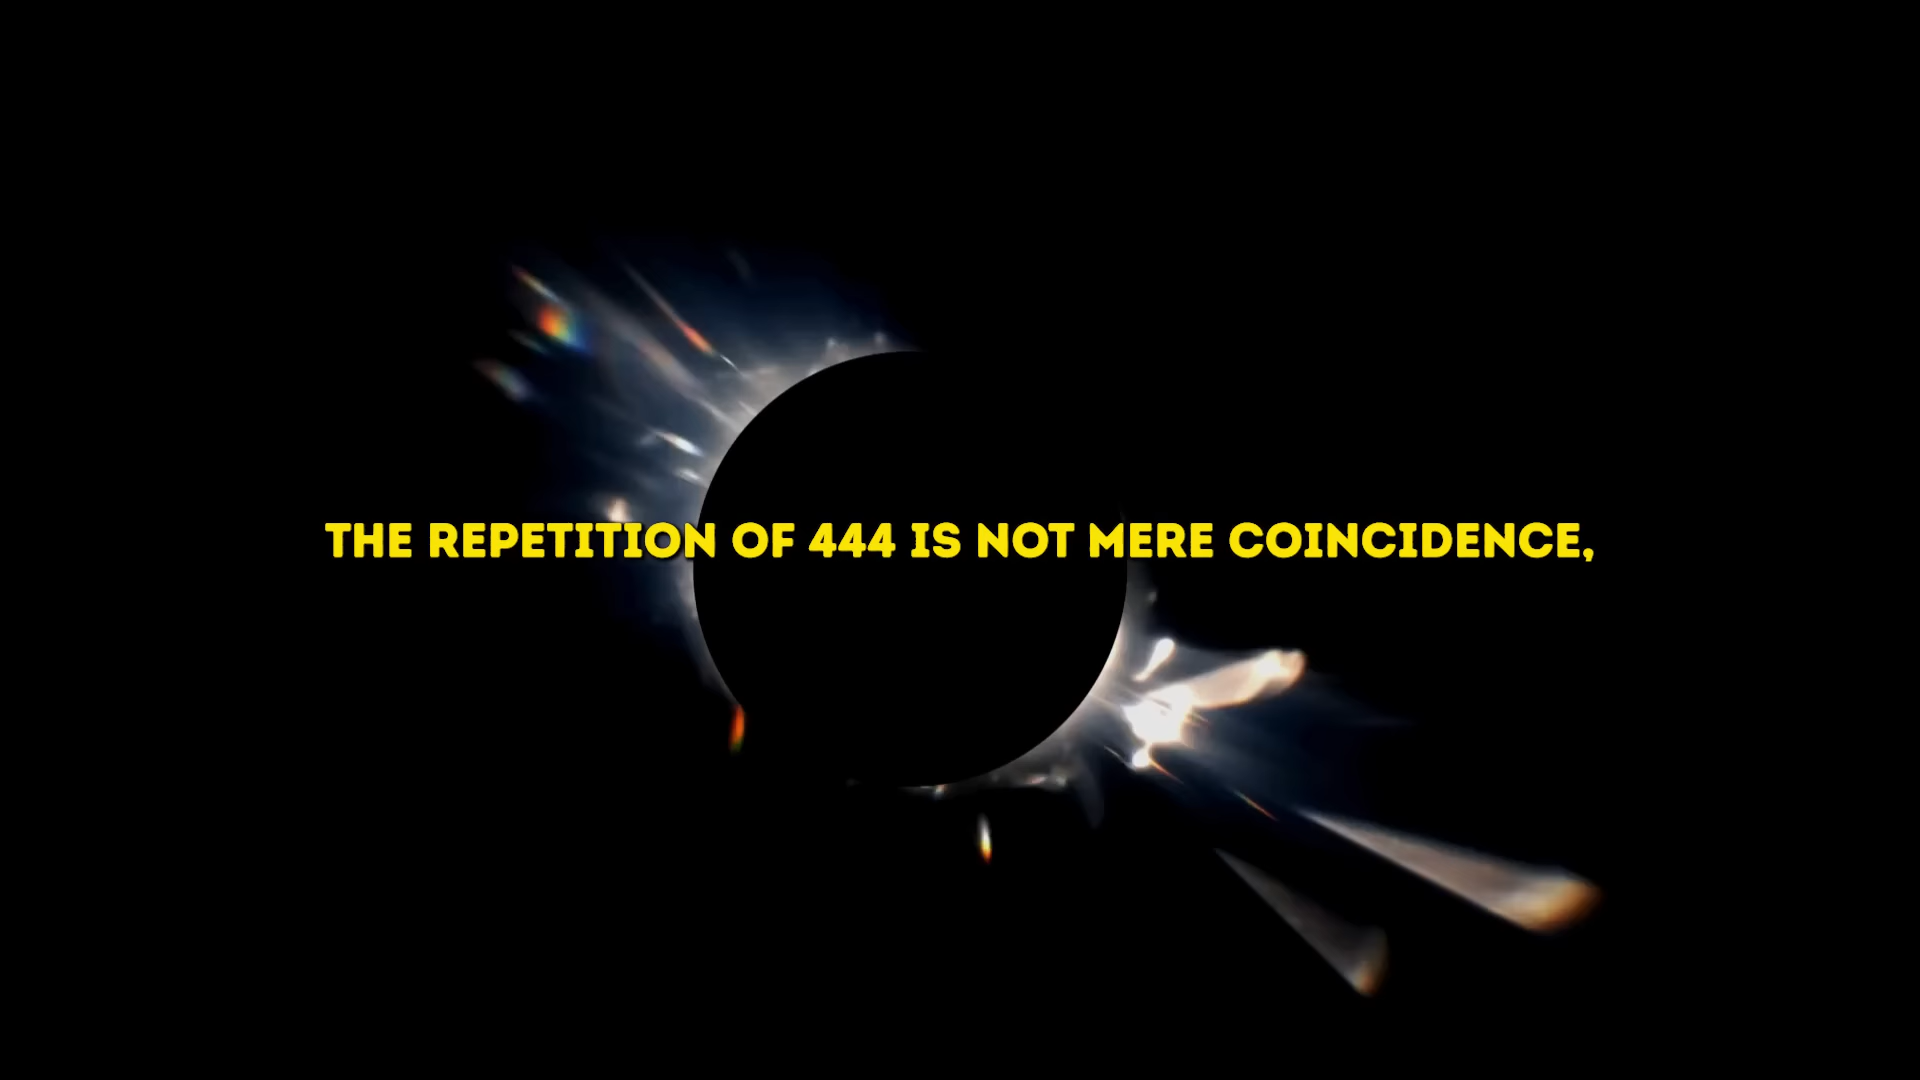 THE REPETITION OF 444 IS NOT MERE COINCIDENCE,